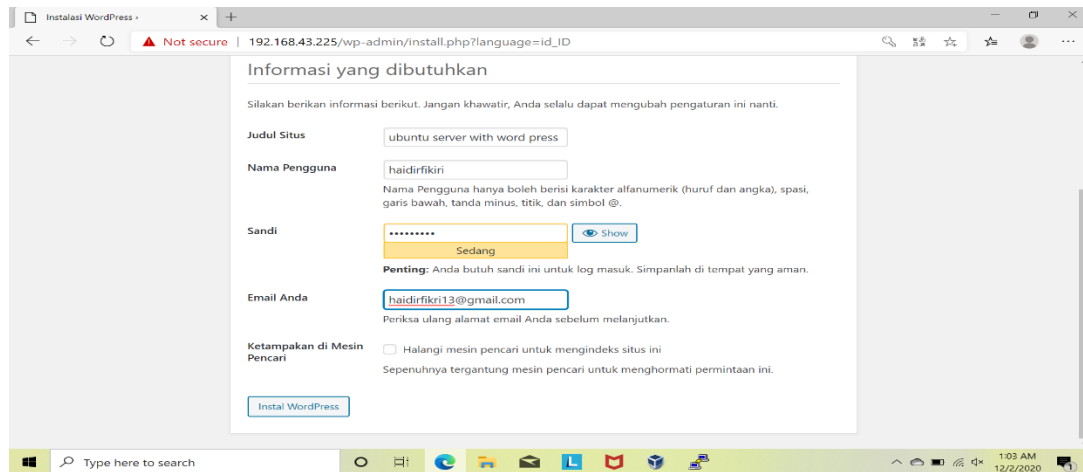 Instalasi WordPress ›
Not secure
192.168.43.225/wp-admin/install.php?language=id_ID
Informasi yang dibutuhkan
Silakan berikan informasi berikut. Jangan khawatir, Anda selalu dapat mengubah pengaturan ini nanti.
Judul Situs
ubuntu server with word press
Nama Pengguna
haidirfikiri
Nama Pengguna hanya boleh berisi karakter alfanumerik (huruf dan angka), spasi,
garis bawah, tanda minus, titik, dan simbol @.
Sandi
•••••••••
Show
Sedang
Penting: Anda butuh sandi ini untuk log masuk. Simpanlah di tempat yang aman.
Email Anda
haidirfikri13@gmail.com
Periksa ulang alamat email Anda sebelum melanjutkan.
Ketampakan di Mesin
Pencari
Halangi mesin pencari untuk mengindeks situs ini
Sepenuhnya tergantung mesin pencari untuk menghormati permintaan ini.
Instal WordPress
Type here to search
L
1:03 AM
12/2/2020